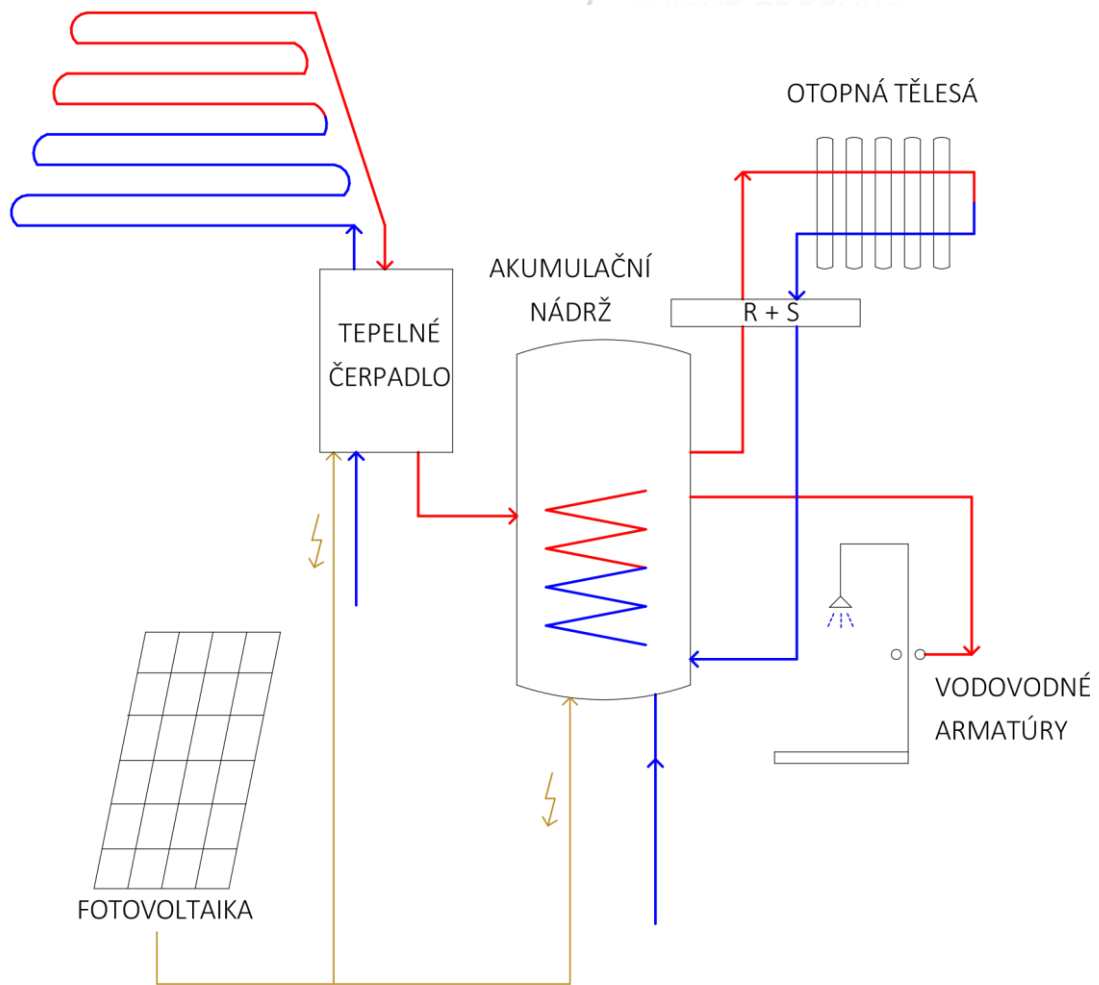 OTOPNÁ TĚLESÁ
AKUMULAČNÍ
NÁDRŽ
R + S
TEPELNÉ
ČERPADLO
VODOVODNÉ
ARMATÚRY
FOTOVOLTAIKA